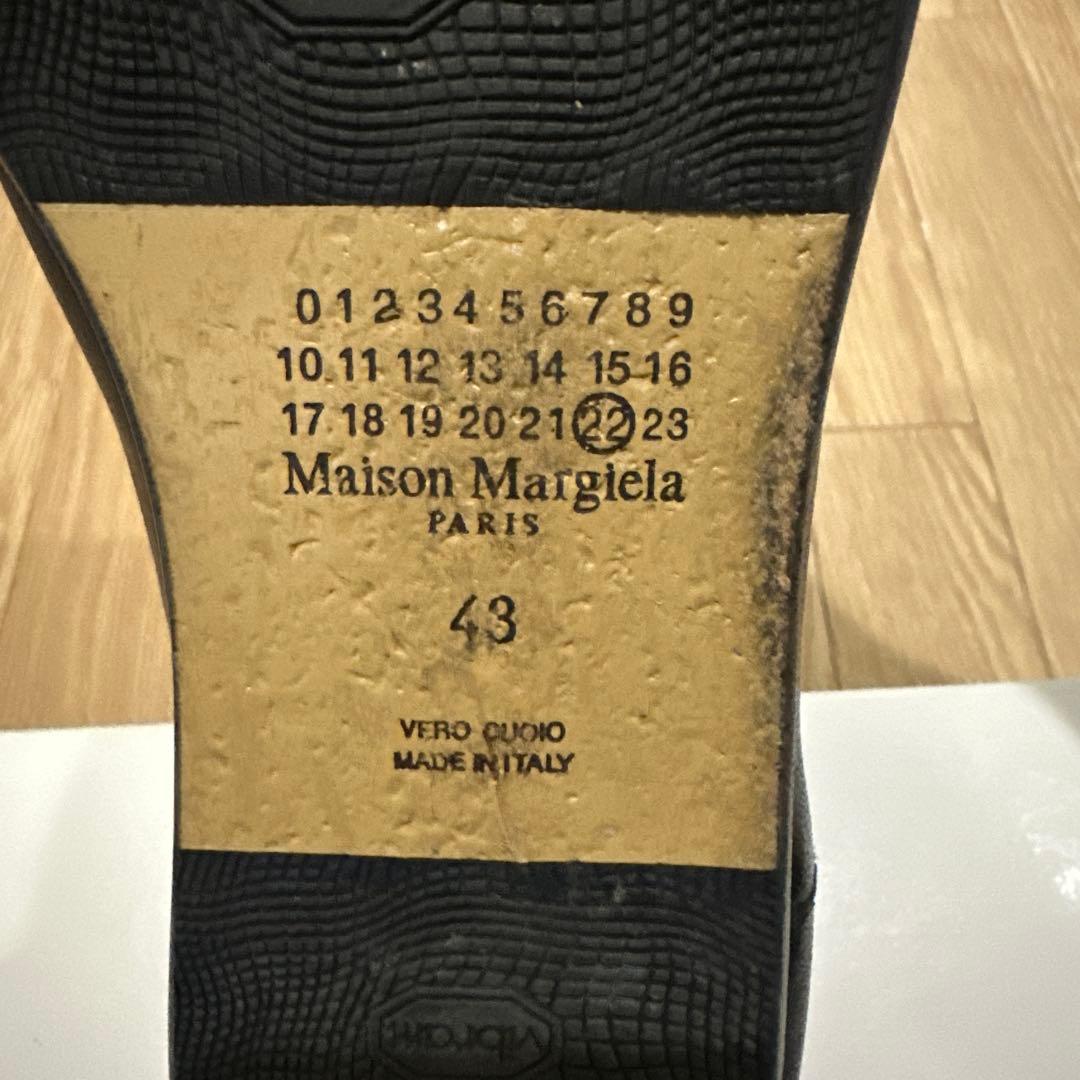 0 1 2 3 4 5 6 7 8 9
10 11 12 13 14 15 16
17 18 19 20 21 22 23
Maison Margiela
PARIS
43
VERO CUOIO
MADE IN ITALY
vibram